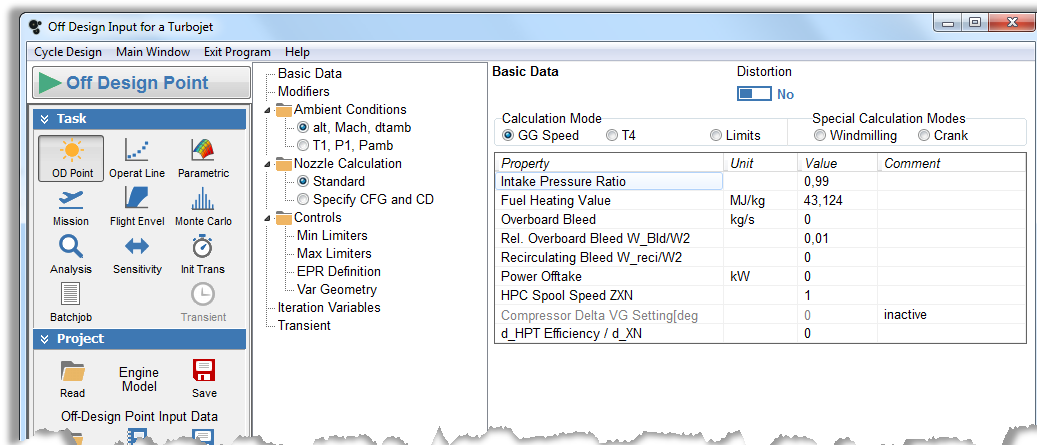 Off Design Input for a Turbojet
Cycle Design Main Window Exit Program Help
Off Design Point
Task
OD Point Operat Line Parametric
Mission Flight Envel Monte Carlo
Analysis Sensitivity Init Trans
Batchjob Transient
Project
Read Engine Model Save
Off-Design Point Input Data
Basic Data
Modifiers
Ambient Conditions
alt, Mach, dtamb
T1, P1, Pamb
Nozzle Calculation
Standard
Specify CFG and CD
Controls
Min Limiters
Max Limiters
EPR Definition
Var Geometry
Iteration Variables
Transient
Basic Data Distortion
No
Calculation Mode Special Calculation Modes
GG Speed T4 Limits Windmilling Crank
Property Unit Value Comment
Intake Pressure Ratio 0,99
Fuel Heating Value MJ/kg 43,124
Overboard Bleed kg/s 0
Rel. Overboard Bleed W_Bld/W2 0,01
Recirculating Bleed W_reci/W2 0
Power Offtake kW 0
HPC Spool Speed ZXN 1
Compressor Delta VG Setting[deg 0 inactive
d_HPT Efficiency / d_XN 0